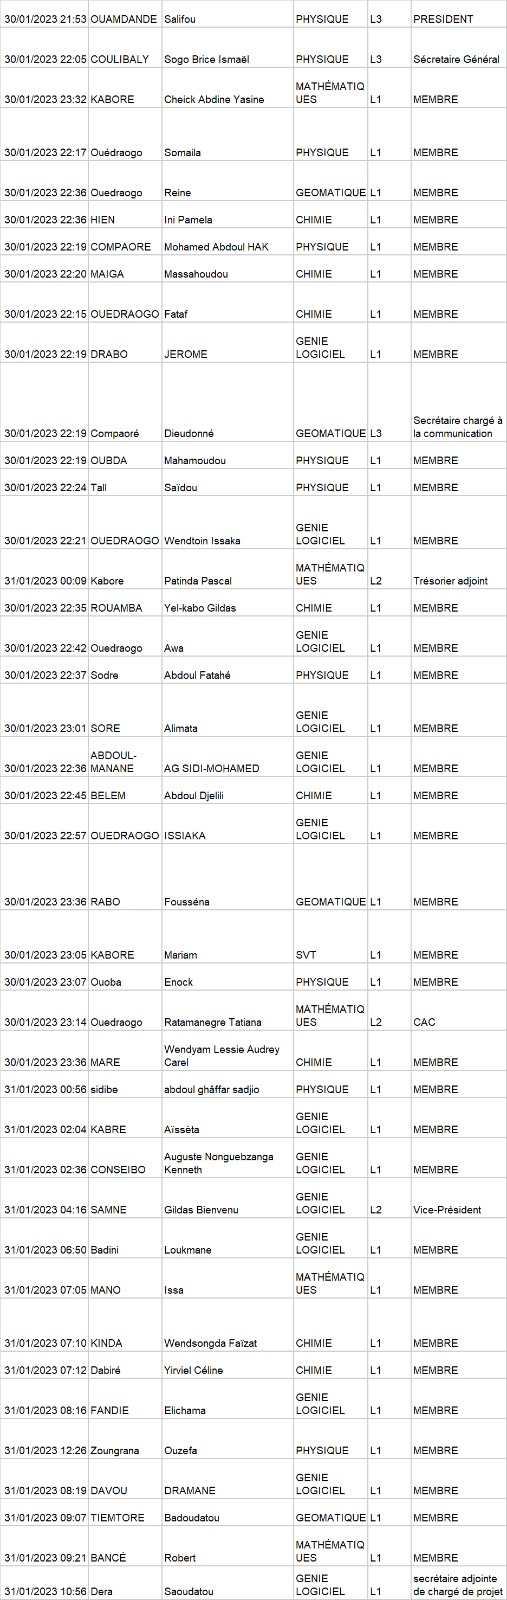 30/01/2023 21:53 OUAMDANDE Salifou PHYSIQUE L3 PRESIDENT
30/01/2023 22:05 COULIBALY Sogo Brice Ismaël PHYSIQUE L3 Sécretaire Général
MATHÉMATIQ
30/01/2023 23:32 KABORE Cheick Abdine Yasine UES L1 MEMBRE
30/01/2023 22:17 Ouédraogo Somaila PHYSIQUE L1 MEMBRE
30/01/2023 22:36 Ouedraogo Reine GEOMATIQUE L1 MEMBRE
30/01/2023 22:36 HIEN Ini Pamela CHIMIE L1 MEMBRE
30/01/2023 22:19 COMPAORE Mohamed Abdoul HAK PHYSIQUE L1 MEMBRE
30/01/2023 22:20 MAIGA Massahoudou CHIMIE L1 MEMBRE
30/01/2023 22:15 OUEDRAOGO Fataf CHIMIE L1 MEMBRE
GENIE
30/01/2023 22:19 DRABO JEROME LOGICIEL L1 MEMBRE
Secrétaire chargé à
30/01/2023 22:19 Compaoré Dieudonné GEOMATIQUE L3 la communication
30/01/2023 22:19 OUBDA Mahamoudou PHYSIQUE L1 MEMBRE
30/01/2023 22:24 Tall Saïdou PHYSIQUE L1 MEMBRE
GENIE
30/01/2023 22:21 OUEDRAOGO Wendtoin Issaka LOGICIEL L1 MEMBRE
MATHÉMATIQ
31/01/2023 00:09 Kabore Patinda Pascal UES L2 Trésorier adjoint
30/01/2023 22:35 ROUAMBA Yel-kabo Gildas CHIMIE L1 MEMBRE
GENIE
30/01/2023 22:42 Ouedraogo Awa LOGICIEL L1 MEMBRE
30/01/2023 22:37 Sodre Abdoul Fatahé PHYSIQUE L1 MEMBRE
GENIE
30/01/2023 23:01 SORE Alimata LOGICIEL L1 MEMBRE
ABDOUL- GENIE
30/01/2023 22:36 MANANE AG SIDI-MOHAMED LOGICIEL L1 MEMBRE
30/01/2023 22:45 BELEM Abdoul Djelili CHIMIE L1 MEMBRE
GENIE
30/01/2023 22:57 OUEDRAOGO ISSIAKA LOGICIEL L1 MEMBRE
30/01/2023 23:36 RABO Fousséna GEOMATIQUE L1 MEMBRE
30/01/2023 23:05 KABORE Mariam SVT L1 MEMBRE
30/01/2023 23:07 Ouoba Enock PHYSIQUE L1 MEMBRE
MATHÉMATIQ
30/01/2023 23:14 Ouedraogo Ratamanegre Tatiana UES L2 CAC
Wendyam Lessie Audrey
30/01/2023 23:36 MARE Carel CHIMIE L1 MEMBRE
31/01/2023 00:56 sidibe abdoul ghâffar sadjio PHYSIQUE L1 MEMBRE
GENIE
31/01/2023 02:04 KABRE Aïssèta LOGICIEL L1 MEMBRE
Auguste Nonguebzanga GENIE
31/01/2023 02:36 CONSEIBO Kenneth LOGICIEL L1 MEMBRE
GENIE
31/01/2023 04:16 SAMNE Gildas Bienvenu LOGICIEL L2 Vice-Président
GENIE
31/01/2023 06:50 Badini Loukmane LOGICIEL L1 MEMBRE
MATHÉMATIQ
31/01/2023 07:05 MANO Issa UES L1 MEMBRE
31/01/2023 07:10 KINDA Wendsongda Faïzat CHIMIE L1 MEMBRE
31/01/2023 07:12 Dabiré Yirviel Céline CHIMIE L1 MEMBRE
GENIE
31/01/2023 08:16 FANDIE Elichama LOGICIEL L1 MEMBRE
31/01/2023 12:26 Zoungrana Ouzefa PHYSIQUE L1 MEMBRE
GENIE
31/01/2023 08:19 DAVOU DRAMANE LOGICIEL L1 MEMBRE
31/01/2023 09:07 TIEMTORE Badoudatou GEOMATIQUE L1 MEMBRE
MATHÉMATIQ
31/01/2023 09:21 BANCÉ Robert UES L1 MEMBRE
GENIE secrétaire adjointe
31/01/2023 10:56 Dera Saoudatou LOGICIEL L1 de chargé de projet